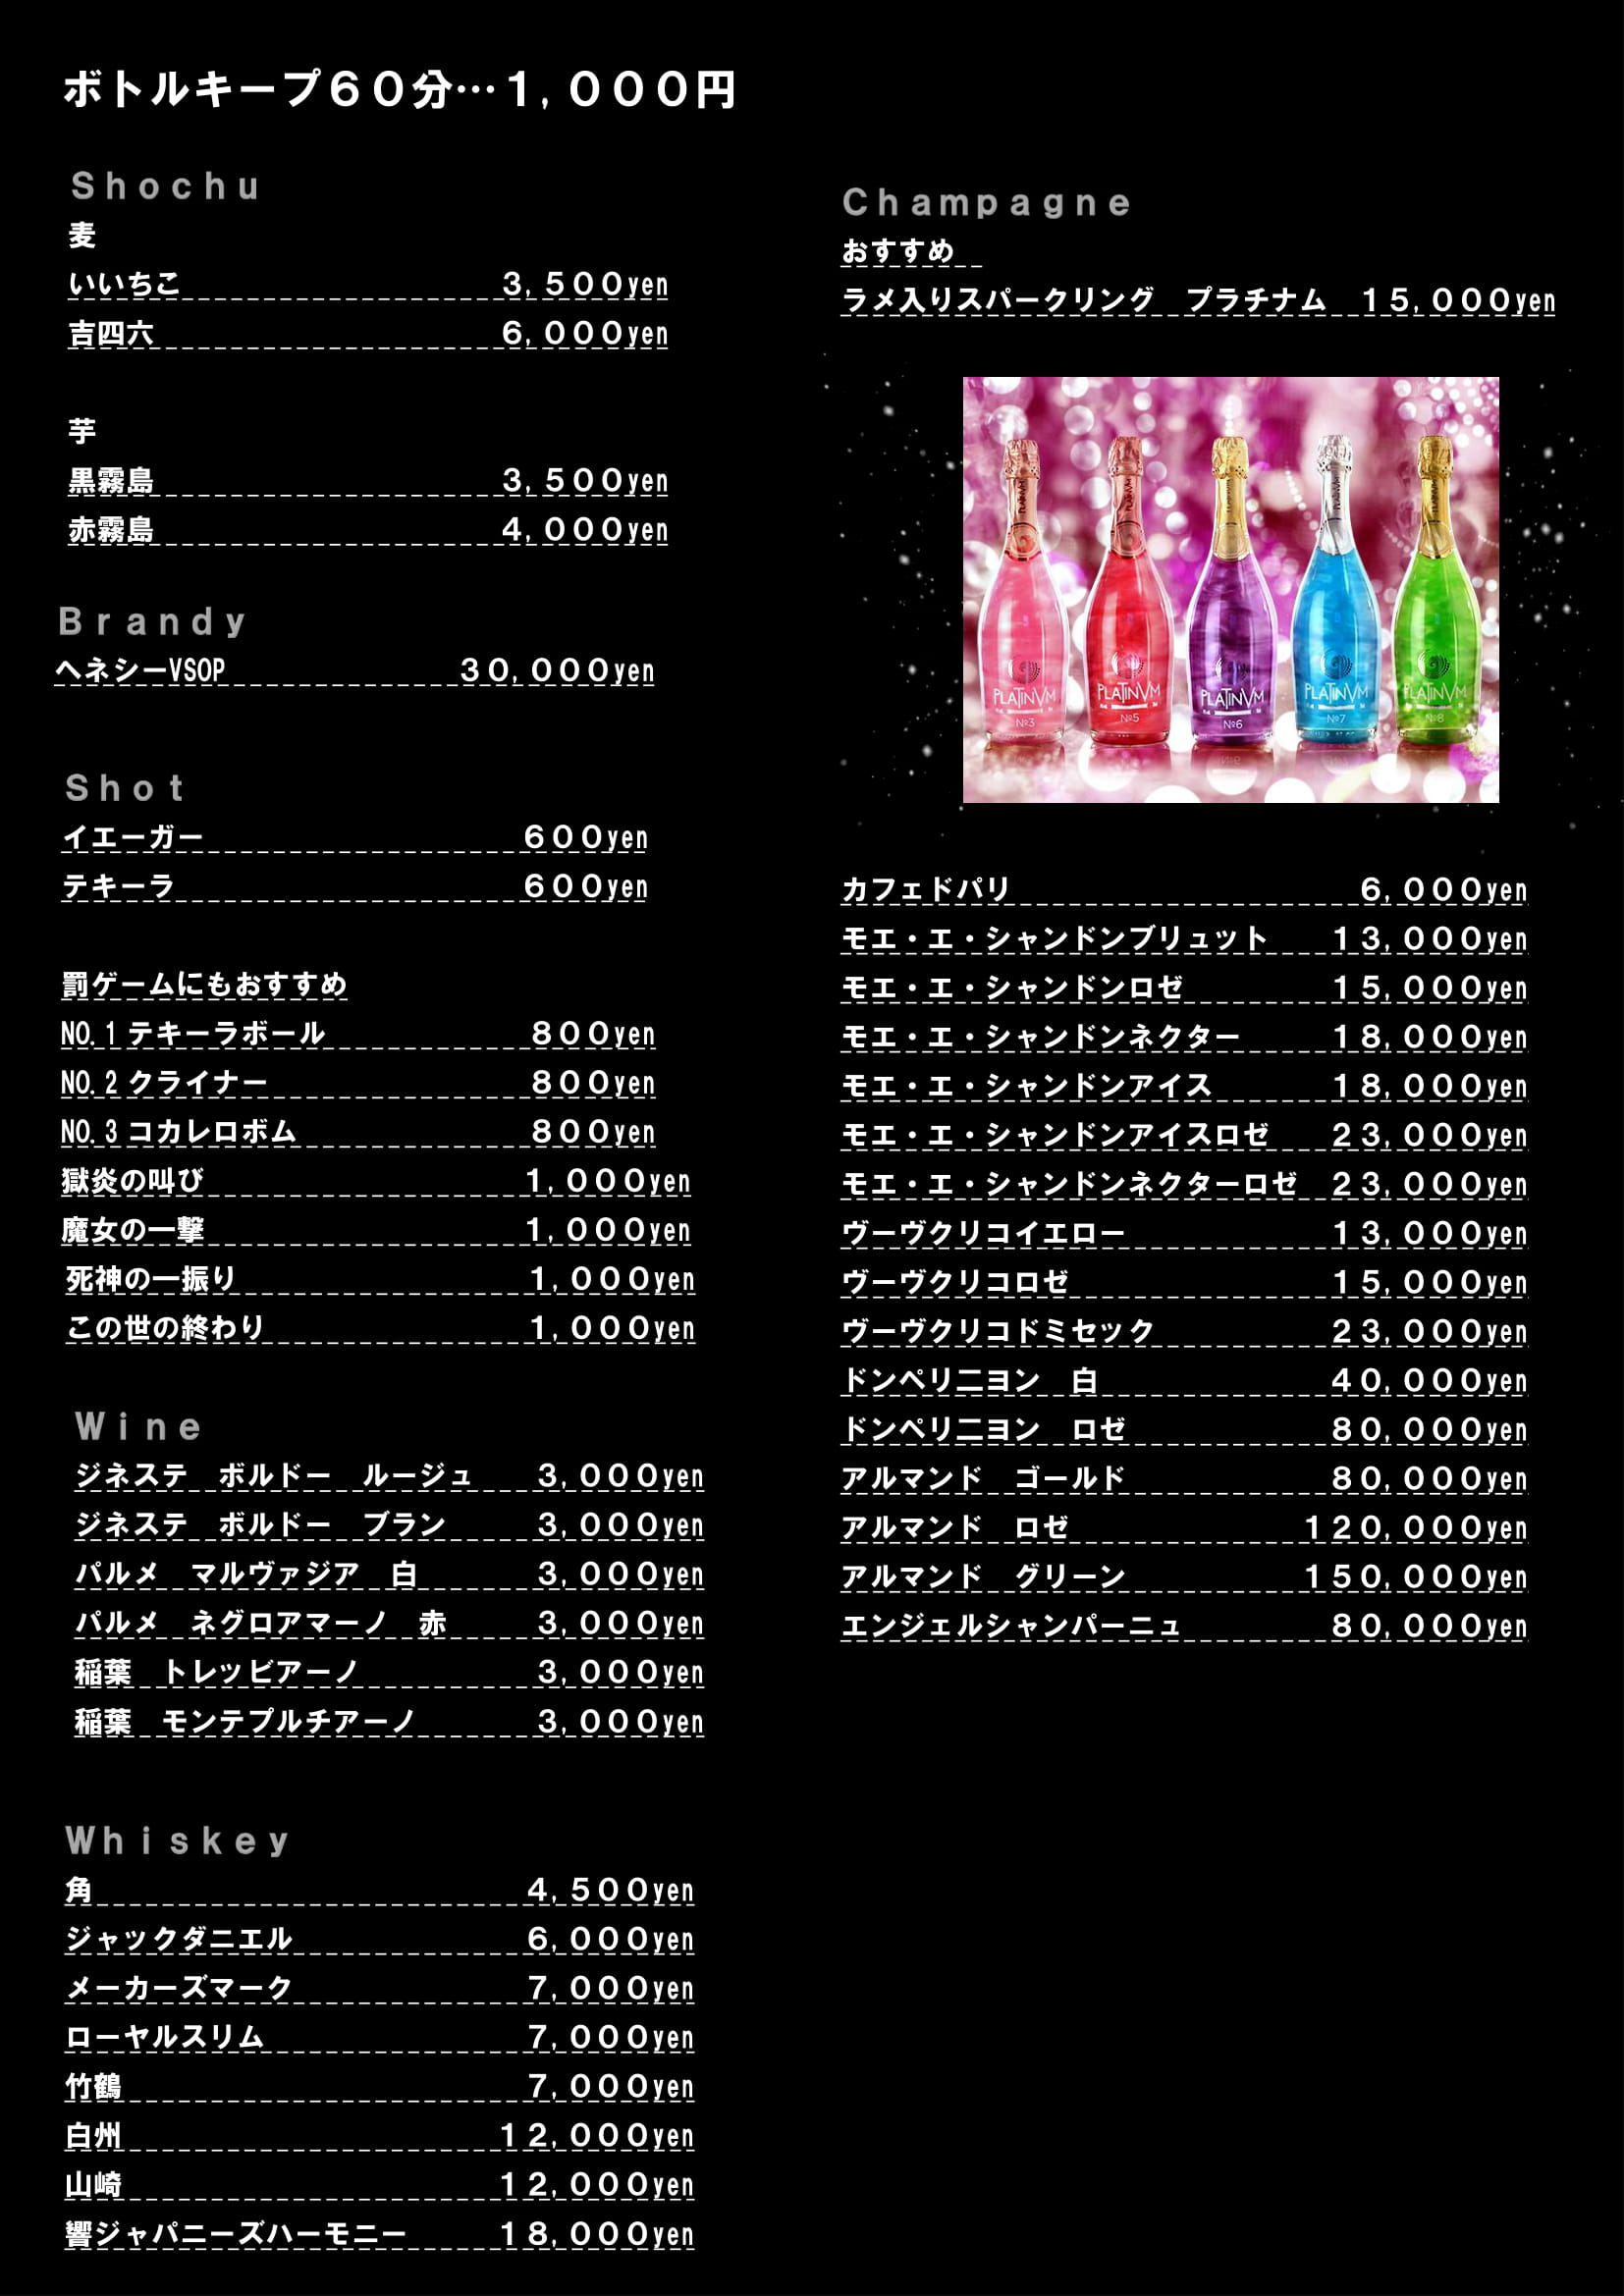 ボトルキープ６０分…１，０００円
Ｓｈｏｃｈｕ
麦
いいちこ ３，５００yen
吉四六 ６，０００yen
芋
黒霧島 ３，５００yen
赤霧島 ４，０００yen
Ｂｒａｎｄｙ
ヘネシーVSOP ３０，０００yen
Ｓｈｏｔ
イエーガー ６００yen
テキーラ ６００yen
罰ゲームにもおすすめ
NO.1 テキーラボール ８００yen
NO.2 クライナー ８００yen
NO.3 コカレロボム ８００yen
獄炎の叫び １，０００yen
魔女の一撃 １，０００yen
死神の一振り １，０００yen
この世の終わり １，０００yen
Ｗｉｎｅ
ジネステ　ボルドー　ルージュ ３，０００yen
ジネステ　ボルドー　ブラン ３，０００yen
パルメ　マルヴァジア　白 ３，０００yen
パルメ　ネグロアマーノ　赤 ３，０００yen
稲葉　トレッビアーノ ３，０００yen
稲葉　モンテプルチアーノ ３，０００yen
Ｗｈｉｓｋｅｙ
角 ４，５００yen
ジャックダニエル ６，０００yen
メーカーズマーク ７，０００yen
ローヤルスリム ７，０００yen
竹鶴 ７，０００yen
白州 １２，０００yen
山崎 １２，０００yen
響ジャパニーズハーモニー １８，０００yen
Ｃｈａｍｐａｇｎｅ
おすすめ
ラメ入りスパークリング　プラチナム １５，０００yen
PLATINVM PLATINVM PLATINVM PLATINVM PLATINVM
Nº3 Nº5 Nº6 Nº7 Nº8
カフェドパリ ６，０００yen
モエ・エ・シャンドンブリュット １３，０００yen
モエ・エ・シャンドンロゼ １５，０００yen
モエ・エ・シャンドンネクター １８，０００yen
モエ・エ・シャンドンアイス １８，０００yen
モエ・エ・シャンドンアイスロゼ ２３，０００yen
モエ・エ・シャンドンネクターロゼ ２３，０００yen
ヴーヴクリコイエロー １３，０００yen
ヴーヴクリコロゼ １５，０００yen
ヴーヴクリコドミセック ２３，０００yen
ドンペリニヨン　白 ４０，０００yen
ドンペリニヨン　ロゼ ８０，０００yen
アルマンド　ゴールド ８０，０００yen
アルマンド　ロゼ １２０，０００yen
アルマンド　グリーン １５０，０００yen
エンジェルシャンパーニュ ８０，０００yen